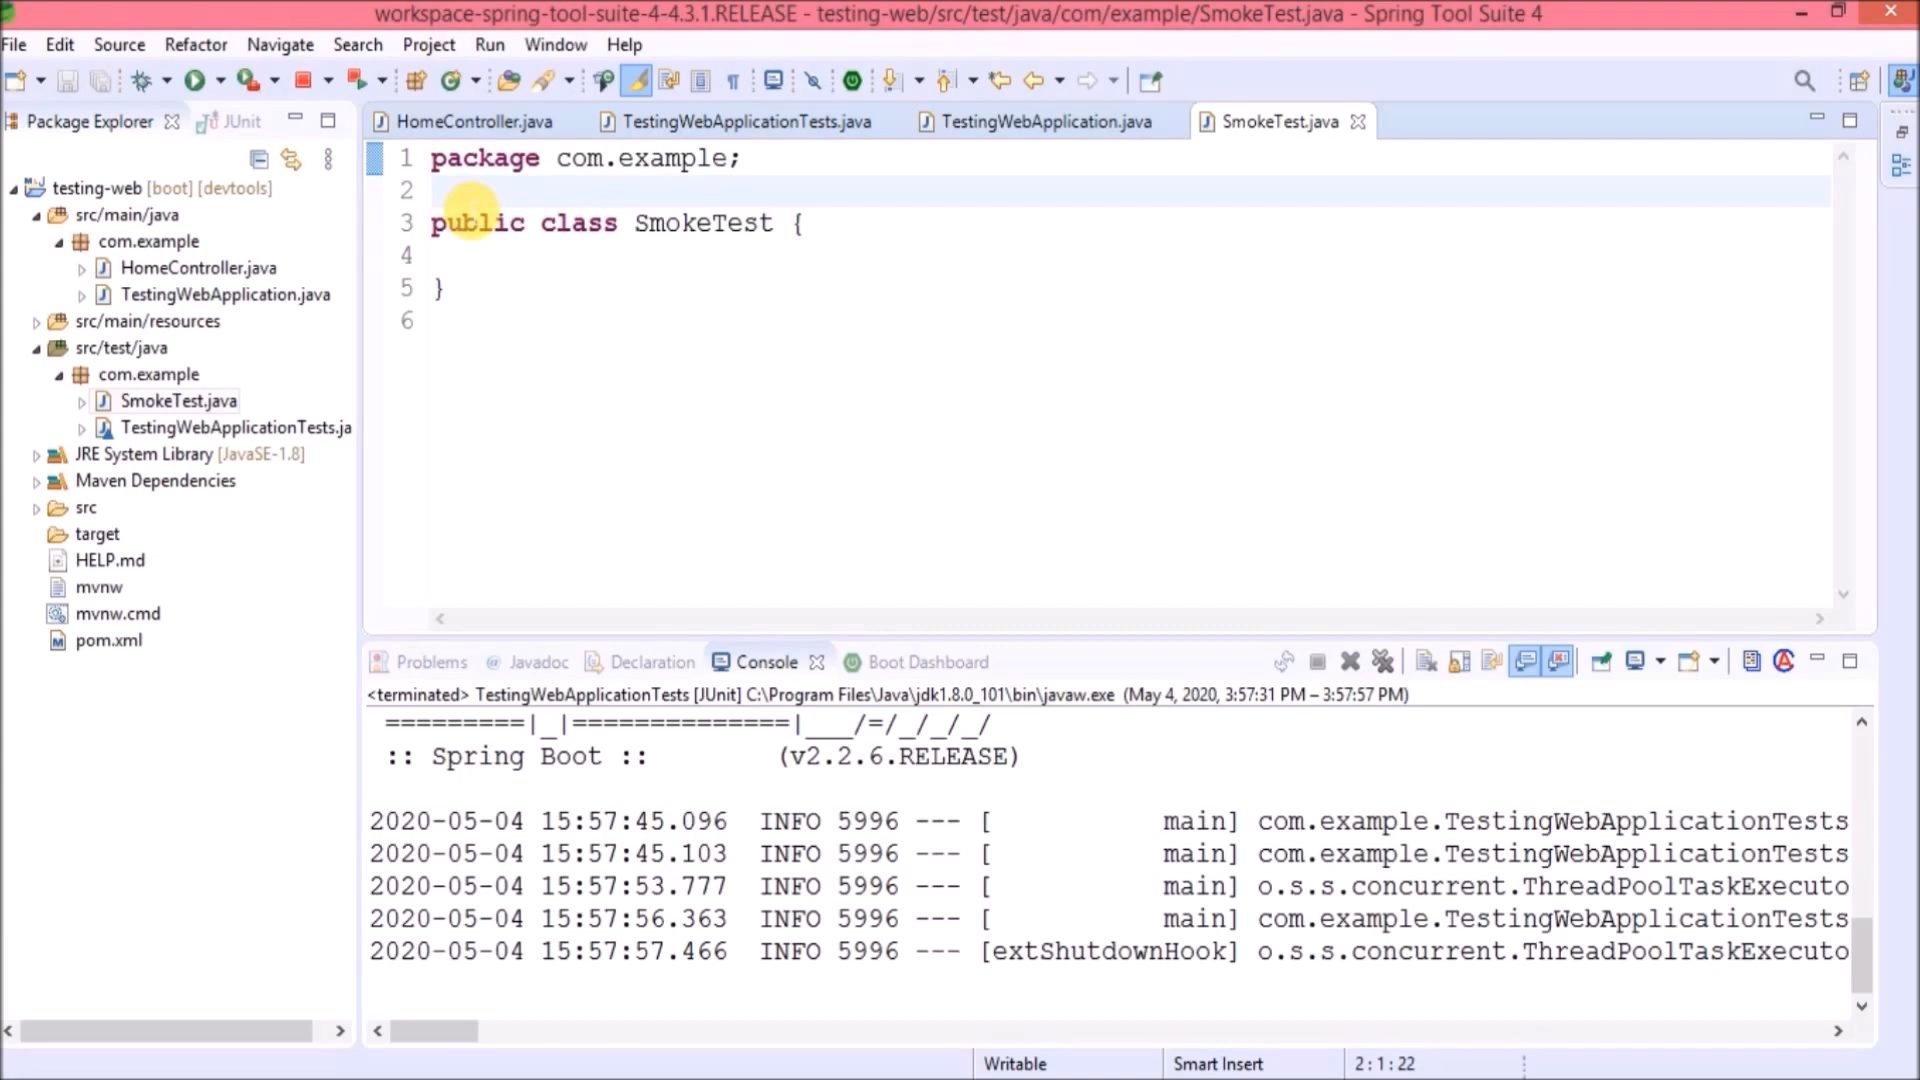 workspace-spring-tool-suite-4-4.3.1.RELEASE - testing-web/src/test/java/com/example/SmokeTest.java - Spring Tool Suite 4
File Edit Source Refactor Navigate Search Project Run Window Help
Package Explorer JUnit
testing-web [boot] [devtools]
src/main/java
com.example
HomeController.java
TestingWebApplication.java
src/main/resources
src/test/java
com.example
SmokeTest.java
TestingWebApplicationTests.ja
JRE System Library [JavaSE-1.8]
Maven Dependencies
src
target
HELP.md
mvnw
mvnw.cmd
pom.xml
HomeController.java TestingWebApplicationTests.java TestingWebApplication.java SmokeTest.java
1 package com.example;
2
3 public class SmokeTest {
4
5 }
6
Problems @ Javadoc Declaration Console Boot Dashboard
<terminated> TestingWebApplicationTests [JUnit] C:\Program Files\Java\jdk1.8.0_101\bin\javaw.exe (May 4, 2020, 3:57:31 PM – 3:57:57 PM)
=========|_|==============|___/=/_/_/_/
:: Spring Boot :: (v2.2.6.RELEASE)
2020-05-04 15:57:45.096 INFO 5996 --- [ main] com.example.TestingWebApplicationTests
2020-05-04 15:57:45.103 INFO 5996 --- [ main] com.example.TestingWebApplicationTests
2020-05-04 15:57:53.777 INFO 5996 --- [ main] o.s.s.concurrent.ThreadPoolTaskExecuto
2020-05-04 15:57:56.363 INFO 5996 --- [ main] com.example.TestingWebApplicationTests
2020-05-04 15:57:57.466 INFO 5996 --- [extShutdownHook] o.s.s.concurrent.ThreadPoolTaskExecuto
Writable Smart Insert 2 : 1 : 22